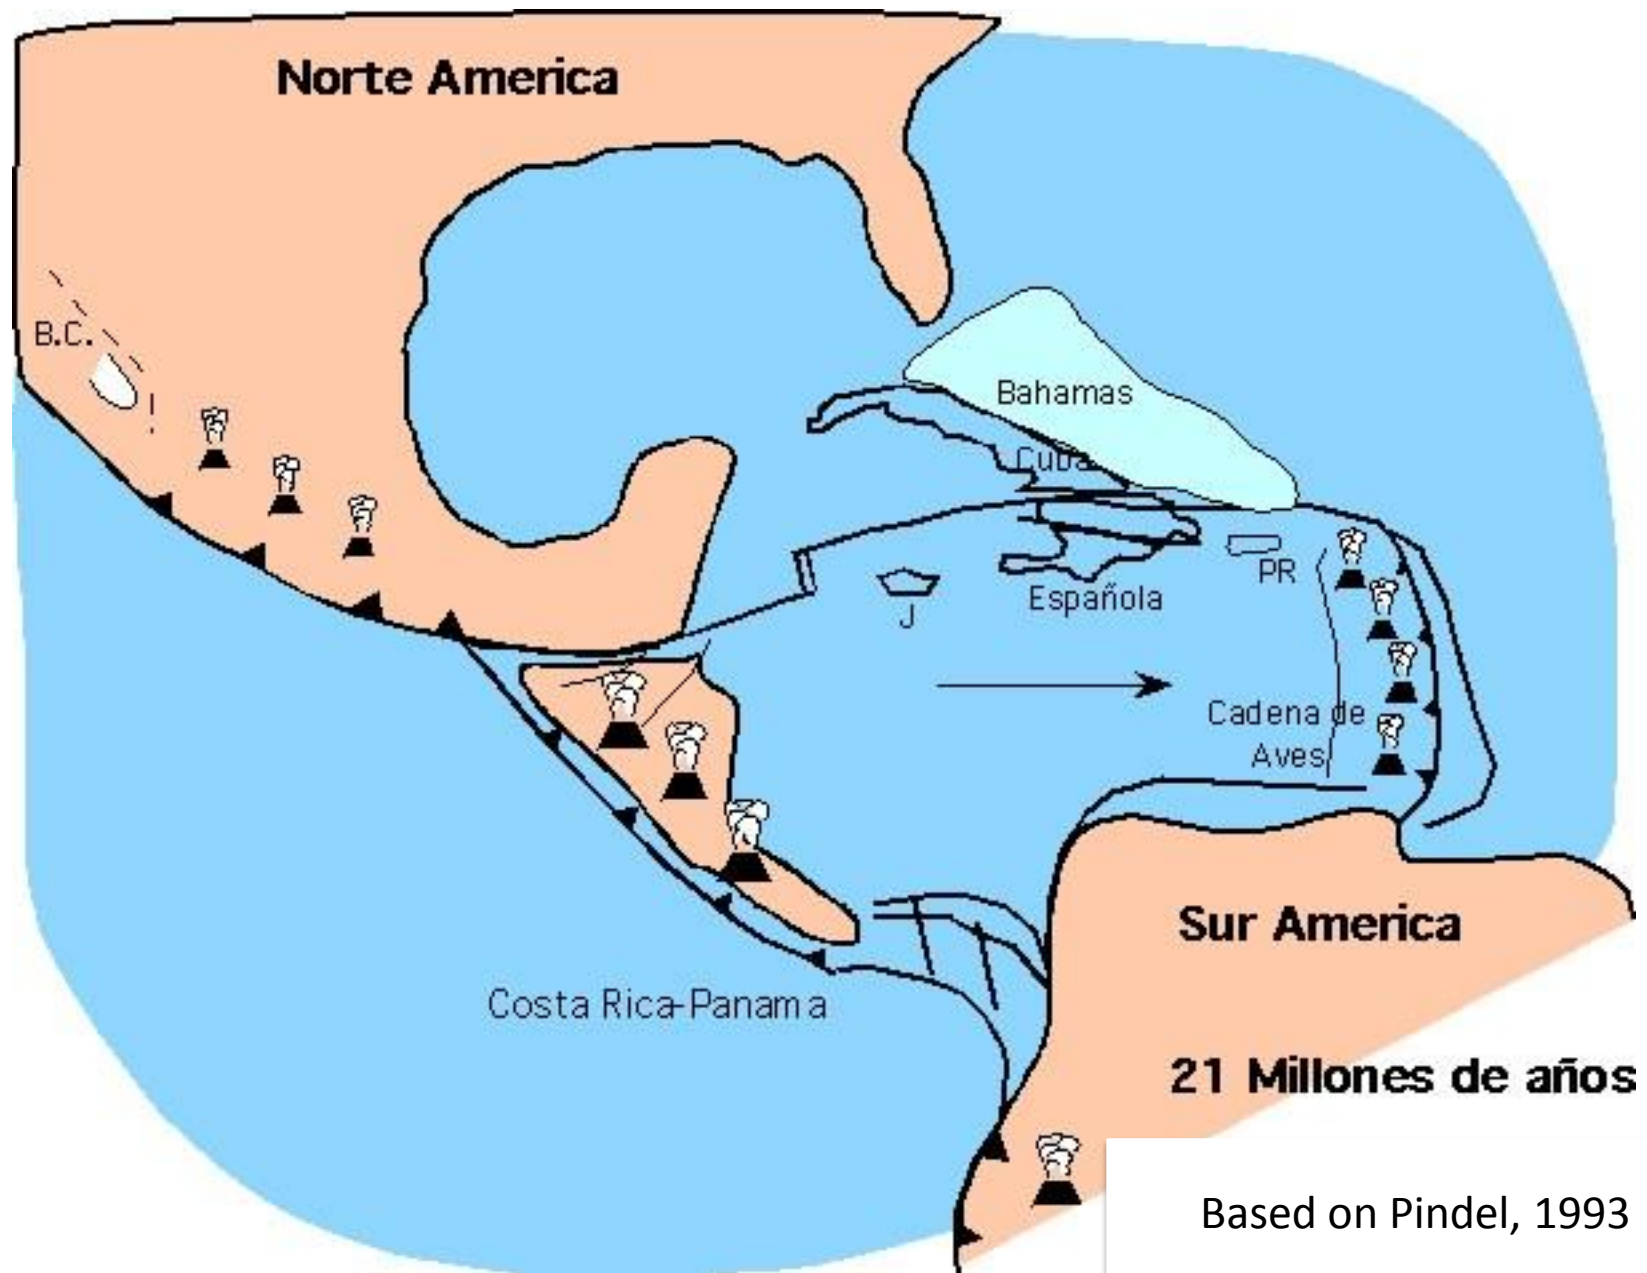 Norte America
B.C.
Bahamas
Cuba
PR
Española
J
Cadena de
Aves
Sur America
Costa Rica-Panama
21 Millones de años
Based on Pindel, 1993